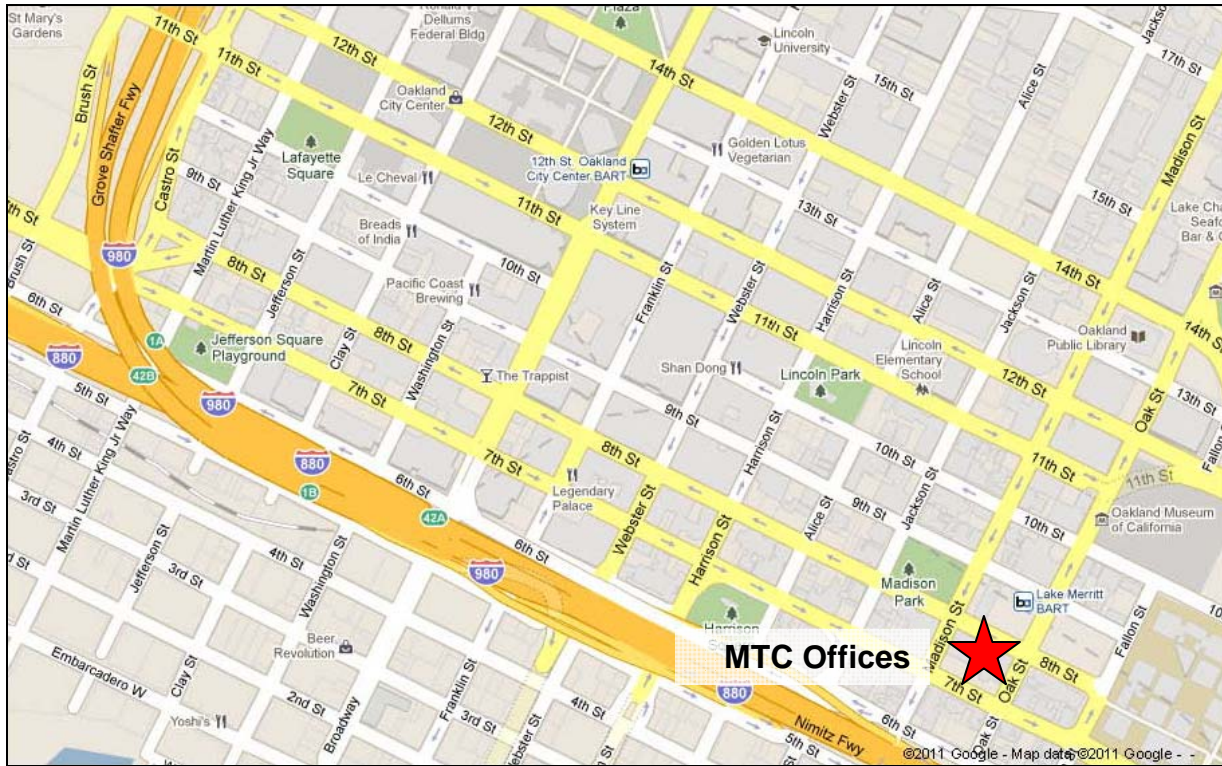 St Mary's
Gardens
11th St
12th St
Ronald V
Dellums
Federal Bldg
Plaza
Lincoln
University
Jackson
17th St
Brush St
Grove Shafter Fwy
11th St
Oakland
City Center
14th St
Webster St
15th St
Alice St
Castro St
Martin Luther King Jr Way
Lafayette
Square
12th St
Golden Lotus
Vegetarian
Madison St
9th St
Le Cheval
12th St. Oakland
City Center BART
13th St
15th St
11th St
Key Line
System
Breads
of India
980
8th St
Jefferson St
10th St
Franklin St
Webster St
Harrison St
Alice St
Jackson St
14th St
Brush St
6th St
Pacific Coast
Brewing
11th St
Lincoln
Elementary
School
Oakland
Public Library
14th St
880
1A
42B
Jefferson Square
Playground
Clay St
8th St
Washington St
The Trappist
Shan Dong
Lincoln Park
12th St
13th St
980
7th St
9th St
Oak St
Fallon St
5th St
4th St
3rd St
Martin Luther King Jr Way
880
1B
6th St
42A
7th St
8th St
Harrison St
10th St
11th St
11th St
Legendary
Palace
Webster St
Harrison St
Alice St
9th St
Jackson St
10th St
Oakland Museum
of California
Jefferson St
3rd St
4th St
Washington St
6th St
980
Madison
Park
Lake Merritt
BART
Beer
Revolution
Madison St
Fallon St
MTC Offices
8th St
Embarcadero W
Clay St
2nd St
Yoshi's
Broadway
Franklin St
3rd St
4th St
880
Nimitz Fwy
7th St
Oak St
6th St
5th St
Oak St
©2011 Google - Map data ©2011 Google -